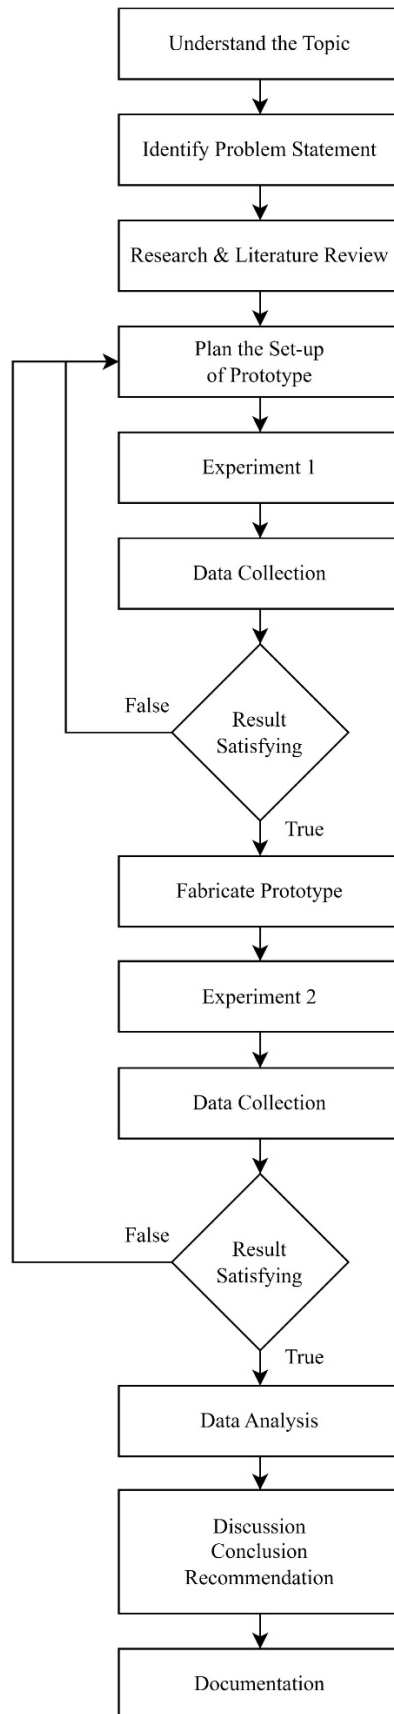 Understand the Topic
Identify Problem Statement
Research & Literature Review
Plan the Set-up
of Prototype
Experiment 1
Data Collection
False
Result
Satisfying
True
Fabricate Prototype
Experiment 2
Data Collection
False
Result
Satisfying
True
Data Analysis
Discussion
Conclusion
Recommendation
Documentation